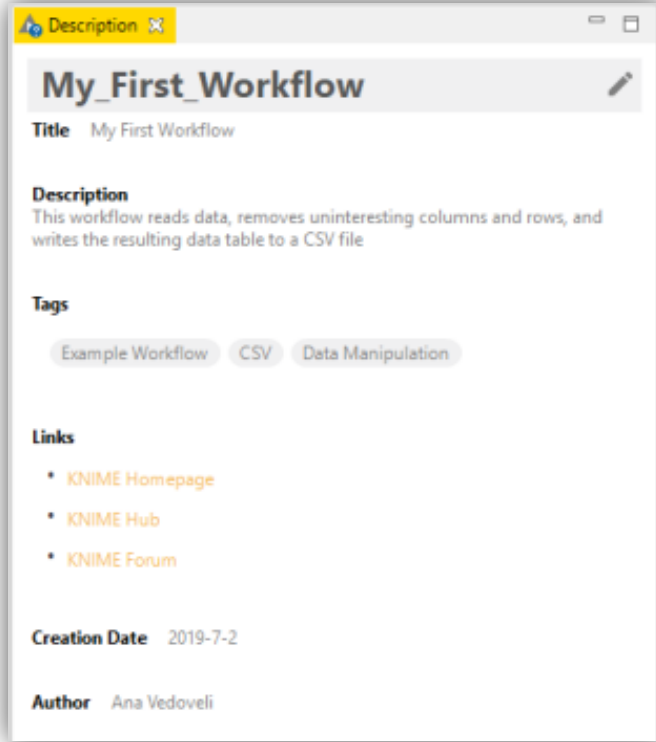 Description
My_First_Workflow
Title My First Workflow
Description
This workflow reads data, removes uninteresting columns and rows, and
writes the resulting data table to a CSV file
Tags
Example Workflow CSV Data Manipulation
Links
• KNIME Homepage
• KNIME Hub
• KNIME Forum
Creation Date 2019-7-2
Author Ana Vedoveli